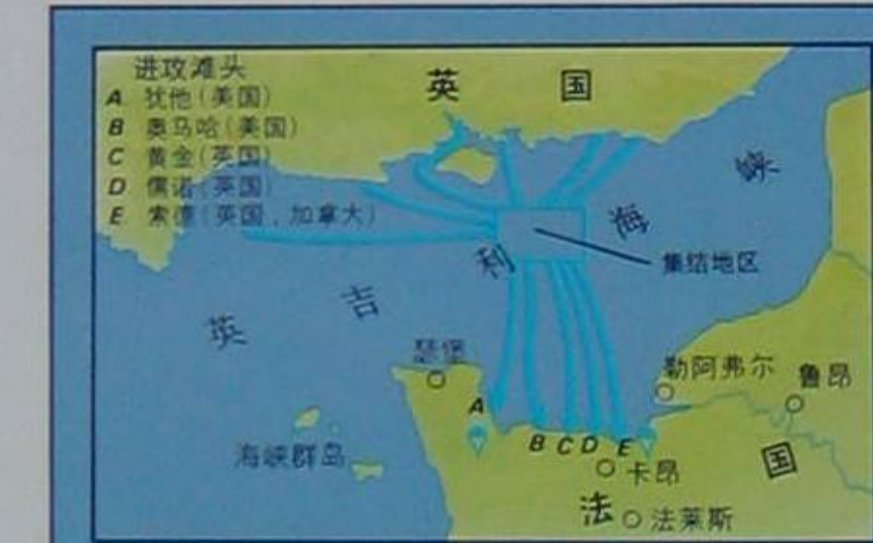 进攻滩头
A 犹他(美国)
B 奥马哈(美国)
C 黄金(英国)
D 儒诺(英国)
E 索德(英国,加拿大)
英国
英吉利海峡
集结地区
瑟堡
勒阿弗尔
鲁昂
A
B C D E
海峡群岛
卡昂
法国
法莱斯